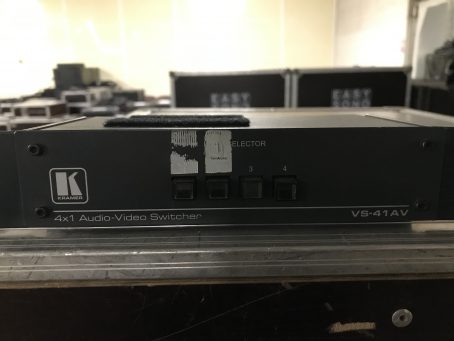 EASY
EASY
SELECTOR
3 4
K
KRAMER
4x1 Audio-Video Switcher
VS-41AV